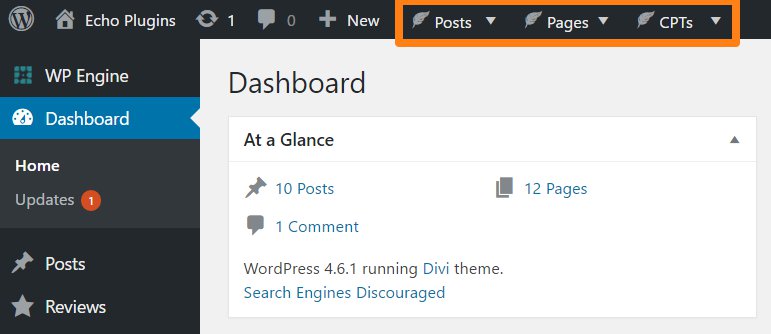 Echo Plugins 1 0 New Posts Pages CPTs
WP Engine
Dashboard
Home
Updates 1
Posts
Reviews
Dashboard
At a Glance
10 Posts 12 Pages
1 Comment
WordPress 4.6.1 running Divi theme.
Search Engines Discouraged